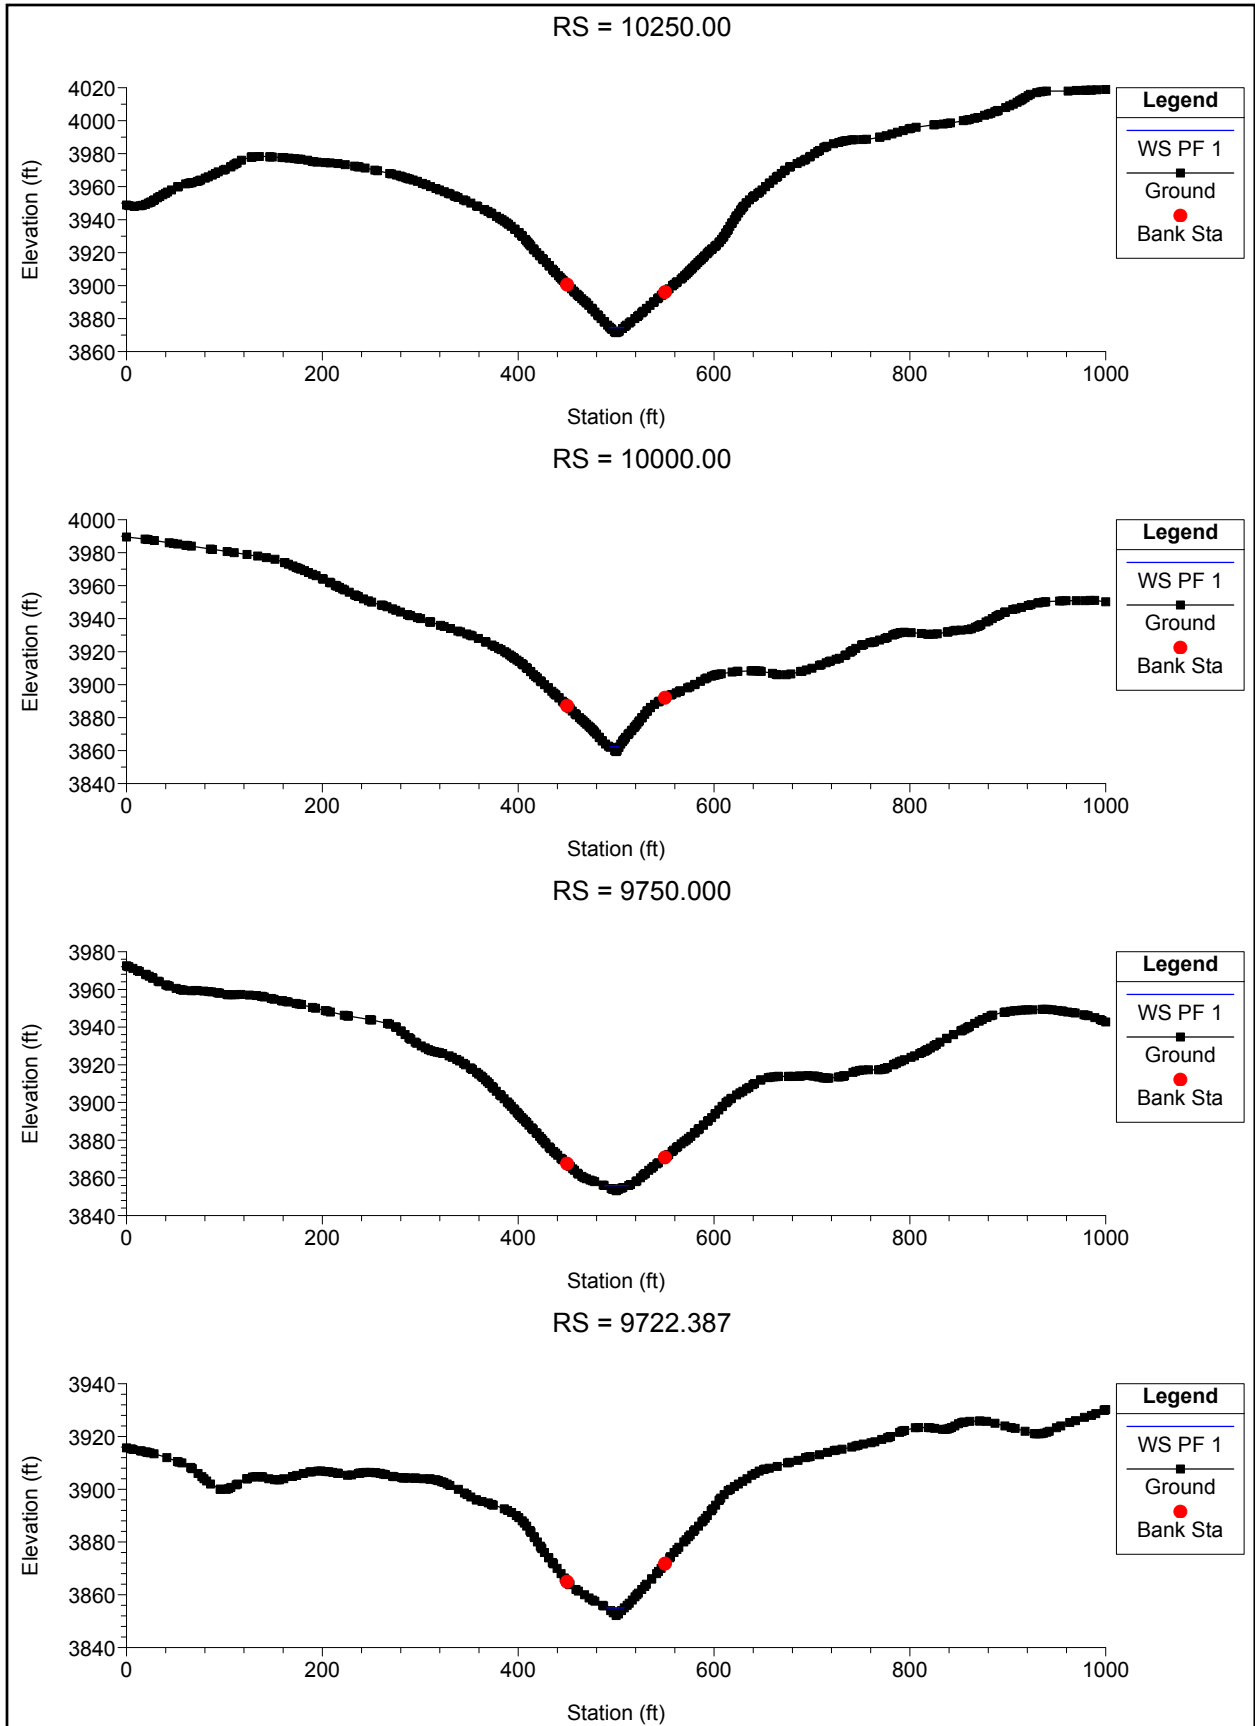 RS = 10250.00
4020
4000
3980
3960
3940
3920
3900
3880
3860
Elevation (ft)
0 200 400 600 800 1000
Station (ft)
Legend
WS PF 1
Ground
Bank Sta
RS = 10000.00
4000
3980
3960
3940
3920
3900
3880
3860
3840
Elevation (ft)
0 200 400 600 800 1000
Station (ft)
Legend
WS PF 1
Ground
Bank Sta
RS = 9750.000
3980
3960
3940
3920
3900
3880
3860
3840
Elevation (ft)
0 200 400 600 800 1000
Station (ft)
Legend
WS PF 1
Ground
Bank Sta
RS = 9722.387
3940
3920
3900
3880
3860
3840
Elevation (ft)
0 200 400 600 800 1000
Station (ft)
Legend
WS PF 1
Ground
Bank Sta